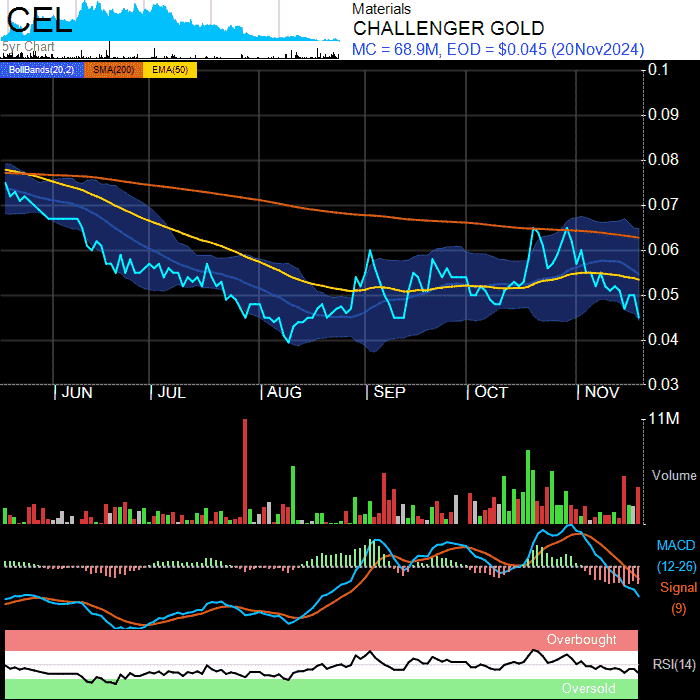 CEL
5yr Chart
Materials
CHALLENGER GOLD
MC = 68.9M, EOD = $0.045 (20Nov2024)
BollBands(20,2) SMA(200) EMA(50)
0.1
0.09
0.08
0.07
0.06
0.05
0.04
0.03
JUN JUL AUG SEP OCT NOV
11M
Volume
MACD
(12-26)
Signal
(9)
Overbought
RSI(14)
Oversold